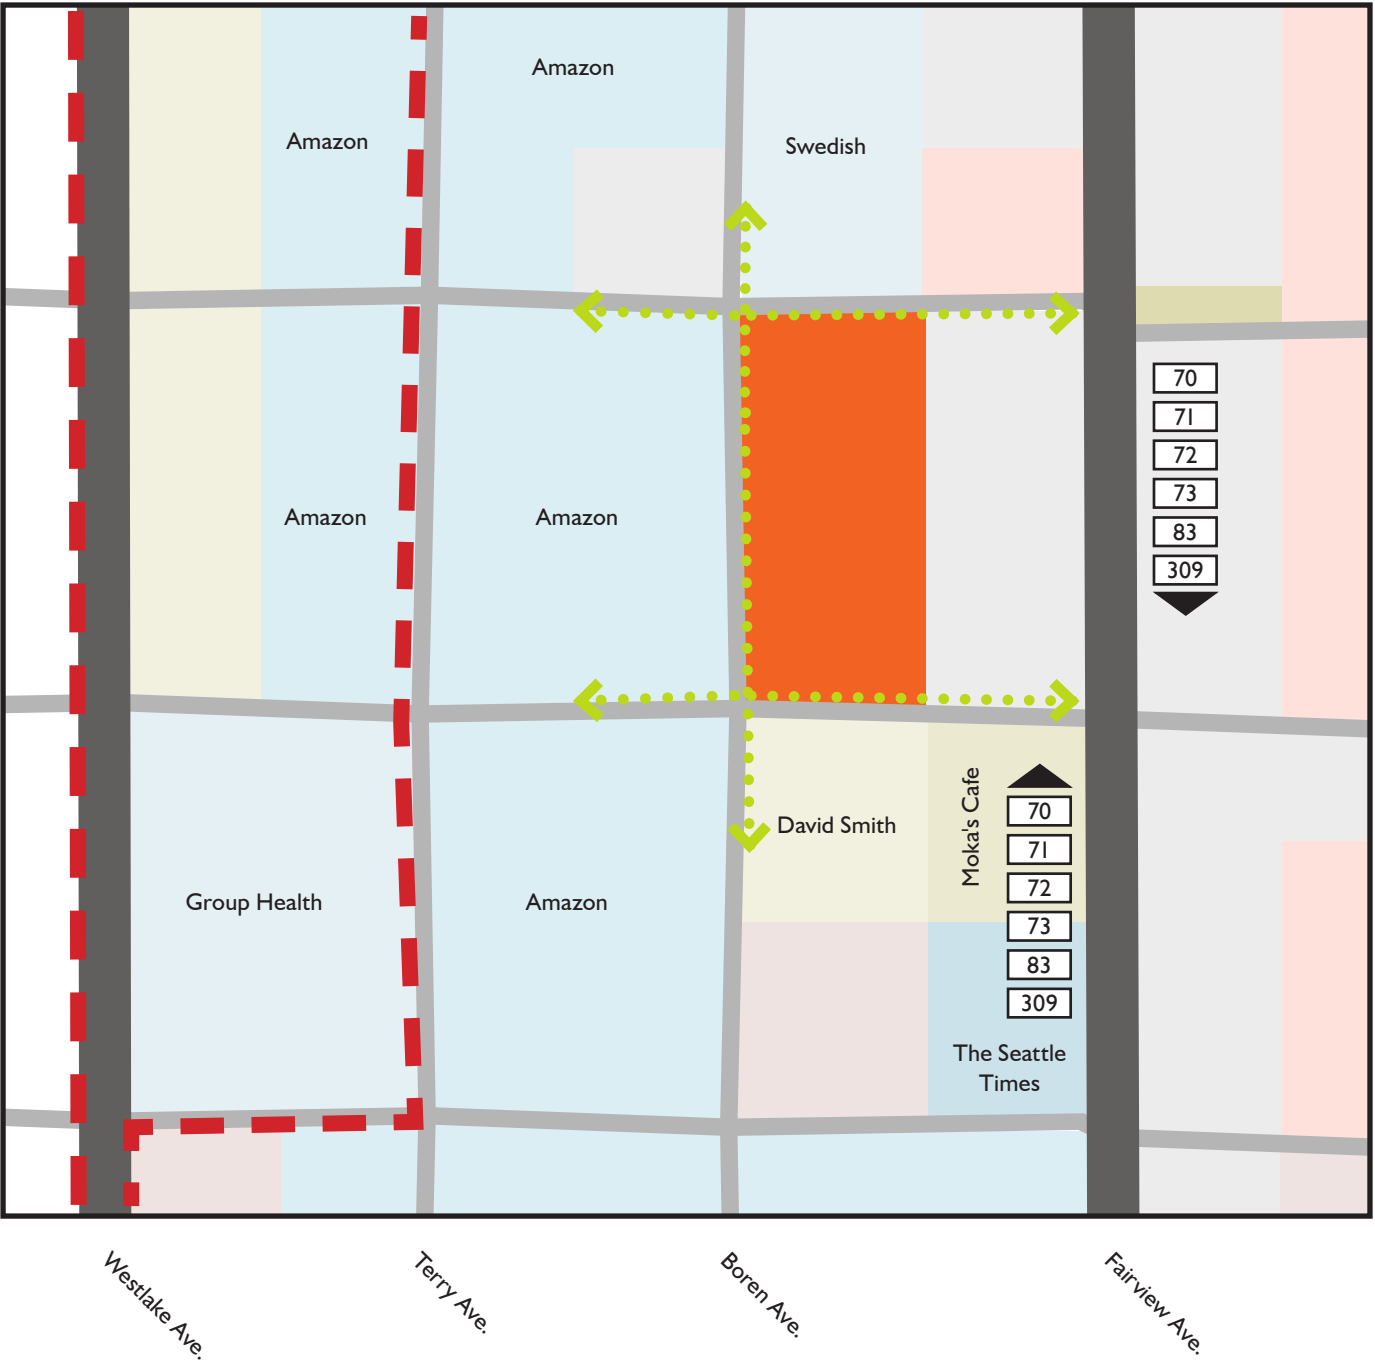 Amazon
Amazon
Swedish
70
71
72
73
83
309
Amazon
Amazon
David Smith
Moka's Cafe
70
71
72
73
83
309
Group Health
Amazon
The Seattle
Times
Westlake Ave.
Terry Ave.
Boren Ave.
Fairview Ave.